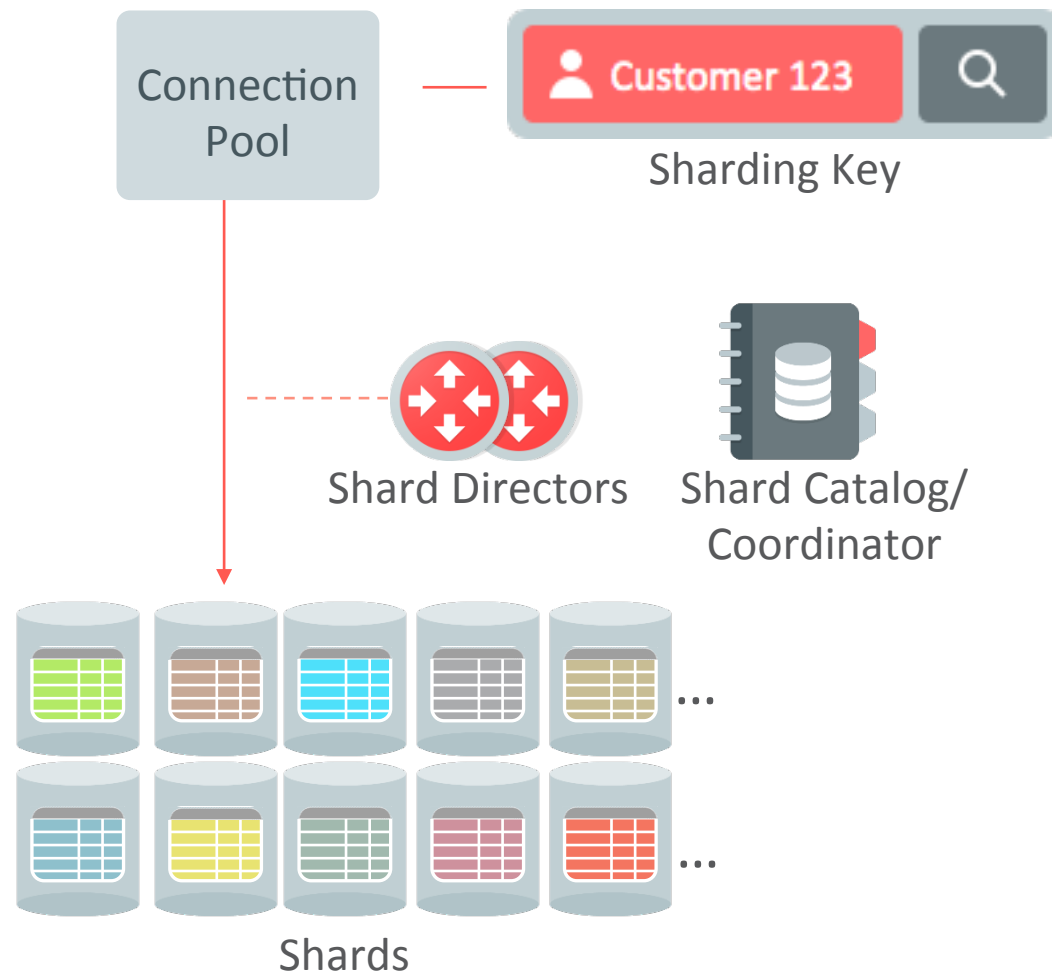 Connection
Pool
Customer 123
Sharding Key
Shard Directors
Shard Catalog/
Coordinator
...
...
Shards